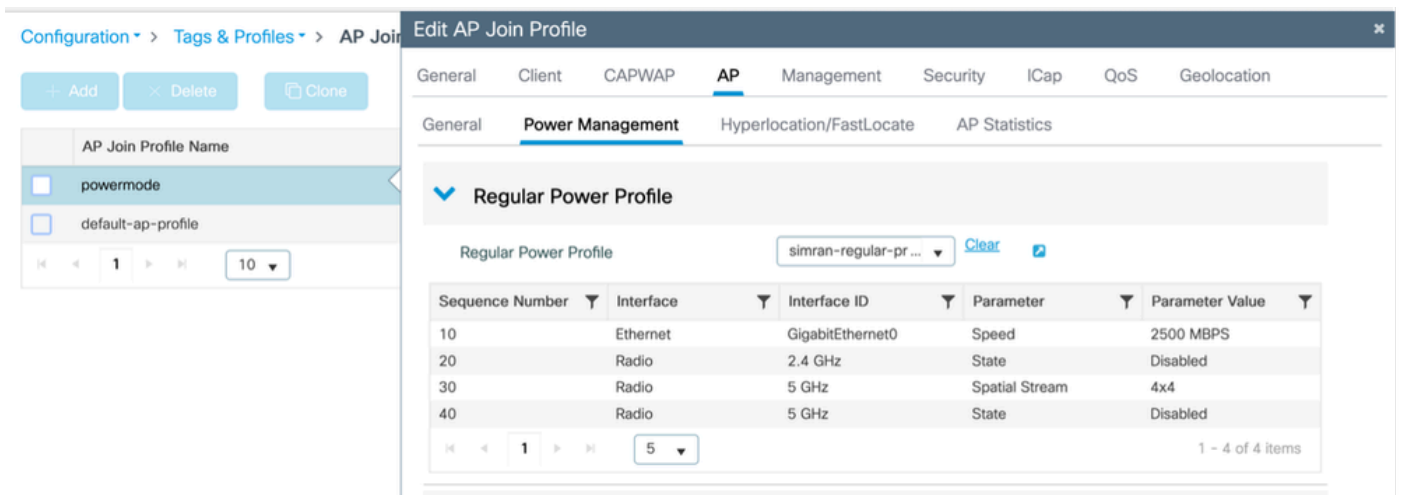 Configuration > Tags & Profiles > AP Joi
+ Add × Delete Clone
AP Join Profile Name
powermode
default-ap-profile
1 10
Edit AP Join Profile ×
General Client CAPWAP AP Management Security ICap QoS Geolocation
General Power Management Hyperlocation/FastLocate AP Statistics
Regular Power Profile
Regular Power Profile simran-regular-pr ... Clear
Sequence Number Interface Interface ID Parameter Parameter Value
10 Ethernet GigabitEthernet0 Speed 2500 MBPS
20 Radio 2.4 GHz State Disabled
30 Radio 5 GHz Spatial Stream 4x4
40 Radio 5 GHz State Disabled
1 5 1 - 4 of 4 items